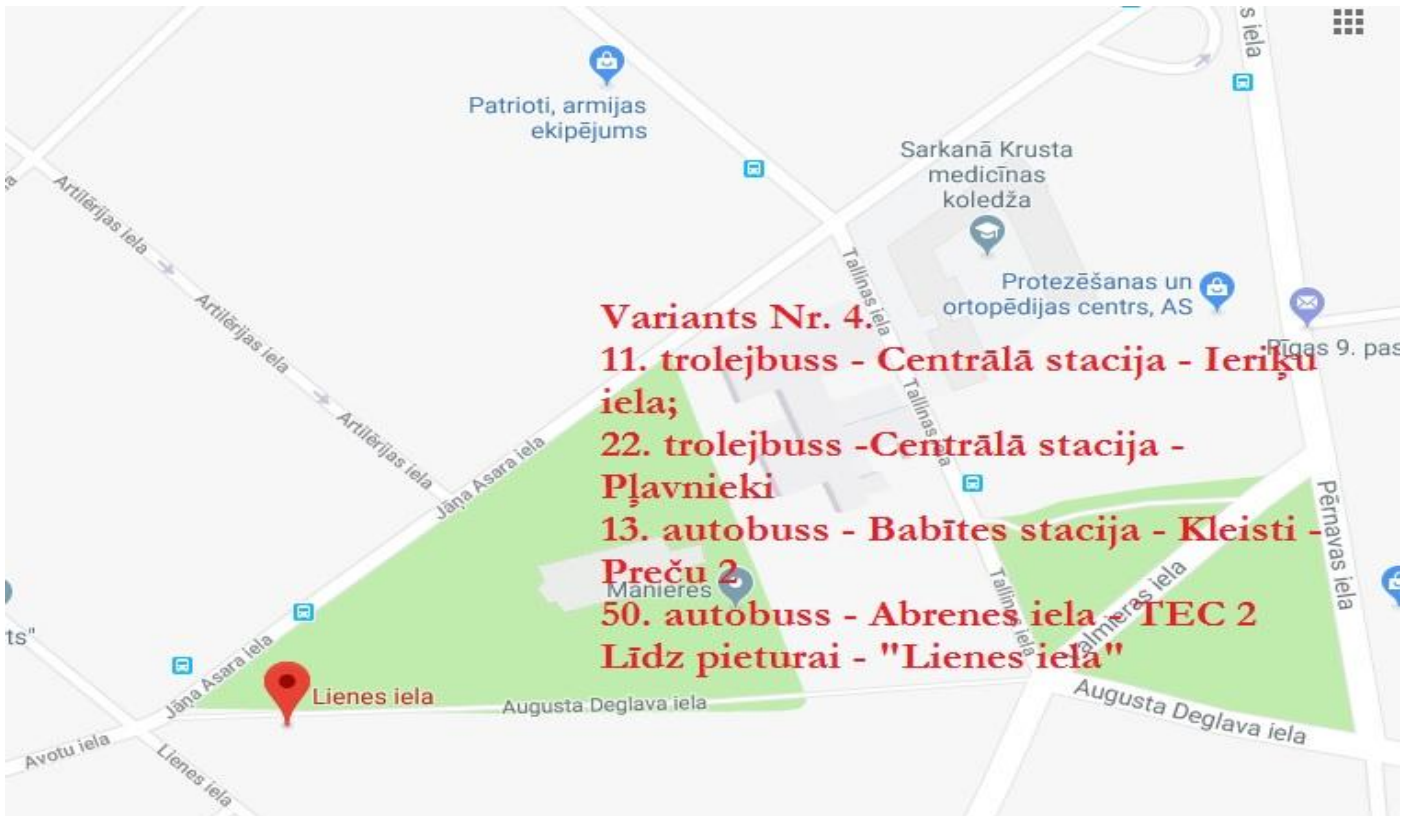 s iela
Patrioti, armijas
ekipējums
Sarkanā Krusta
medicīnas
koledža
Artilērijas iela
Tallinas iela
Protezēšanas un
ortopēdijas centrs, AS
Artilērijas iela
Variants Nr. 4.
11. trolejbuss - Centrālā stacija - Ieriķu
iela;
22. trolejbuss -Centrālā stacija -
Pļavnieki
13. autobuss - Babītes stacija - Kleisti -
Preču 2
50. autobuss - Abrenes iela - TEC 2
Līdz pieturai - "Lienes iela"
Rīgas 9. pas
Tallinas iela
Artilērijas iela
Jāņa Asara iela
Pērnavas iela
Manieres
Tallinas iela
Valmieras iela
ts"
Jāņa Asara iela
Lienes iela
Augusta Deglava iela
Augusta Deglava iela
Avotu iela
Lienes iela